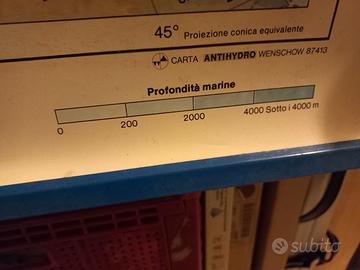 45° Proiezione conica equivalente
CARTA ANTIHYDRO WENSCHOW 87413
Profondità marine
0 200 2000 4000 Sotto i 4000 m
subito